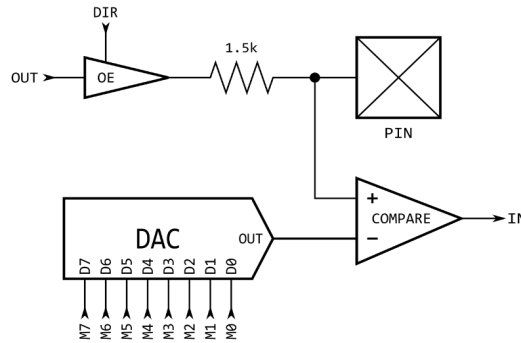 DIR
OUT
OE
1.5k
PIN
+
COMPARE
−
IN
DAC
OUT
D7 D6 D5 D4 D3 D2 D1 D0
M7 M6 M5 M4 M3 M2 M1 M0